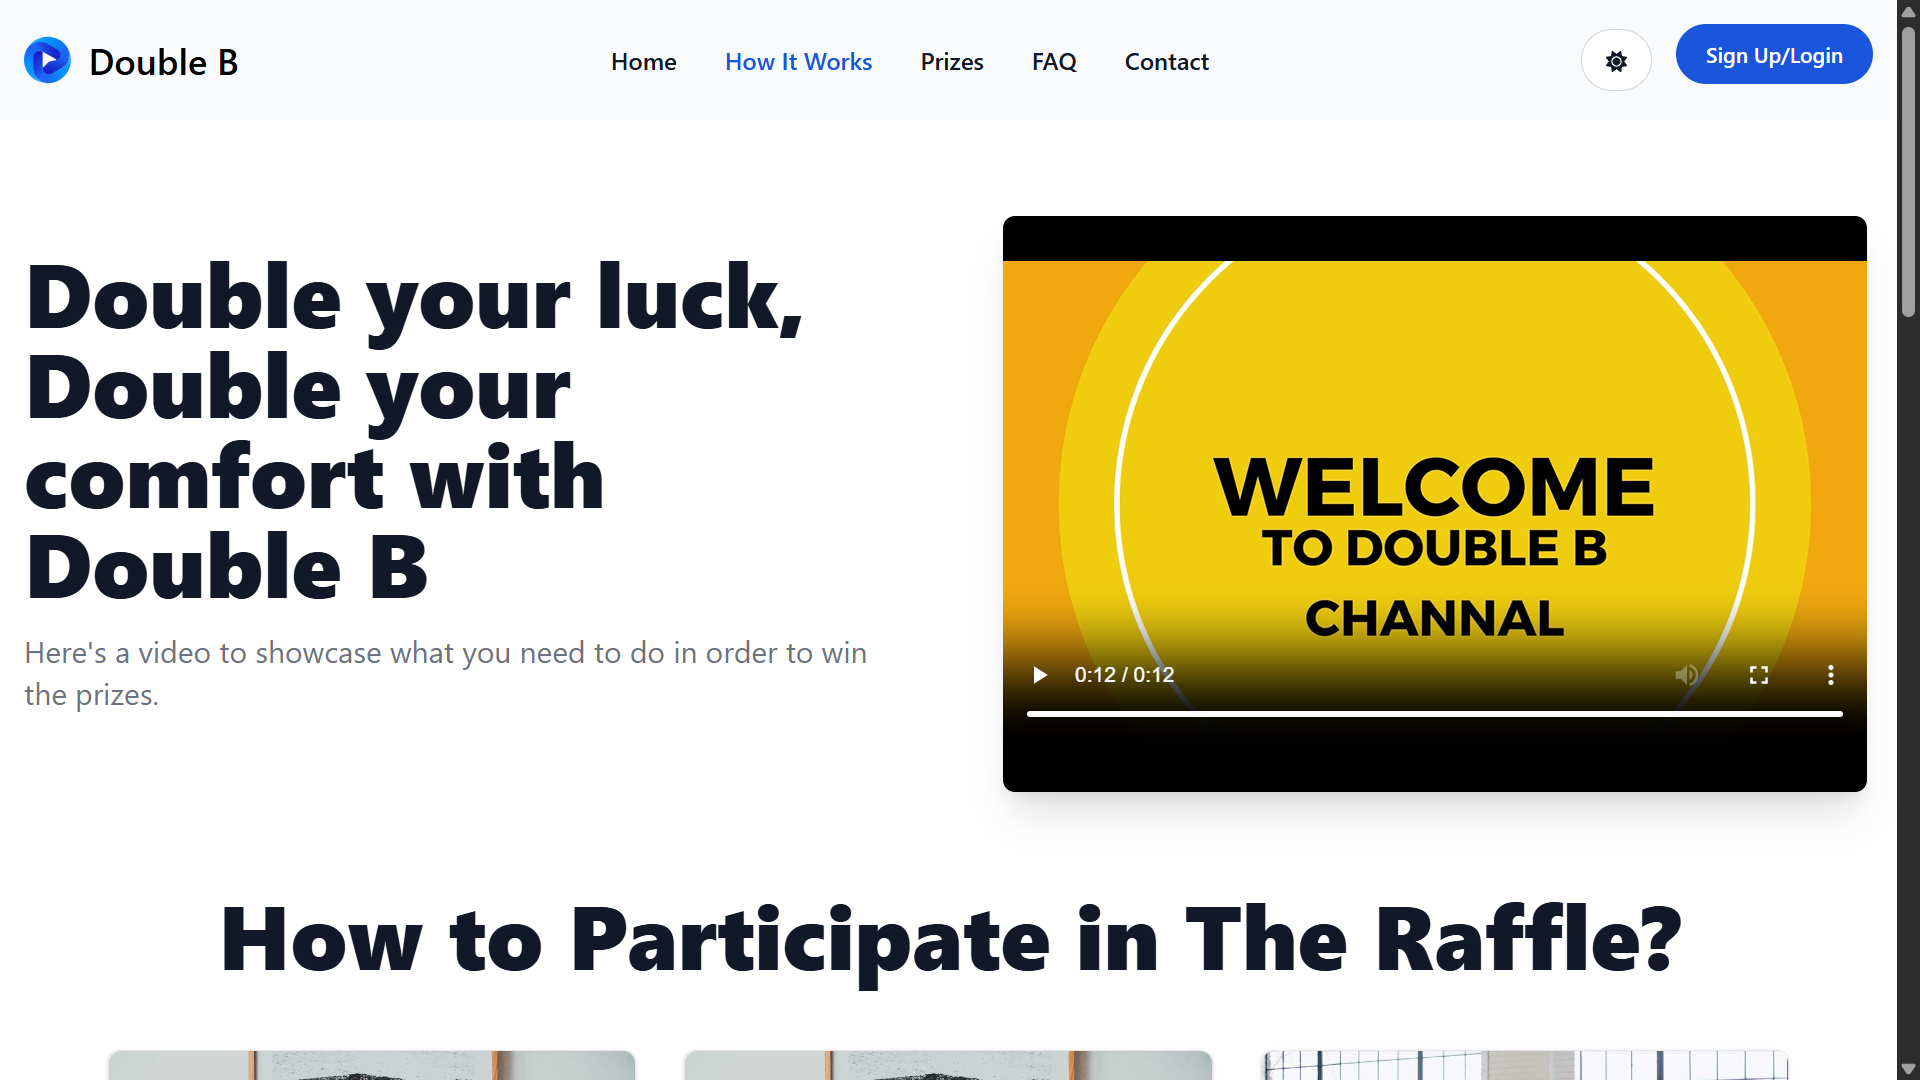 Double B
Home
How It Works
Prizes
FAQ
Contact
Sign Up/Login
Double your luck,
Double your
comfort with
Double B
Here's a video to showcase what you need to do in order to win
the prizes.
WELCOME
TO DOUBLE B
CHANNAL
0:12 / 0:12
How to Participate in The Raffle?